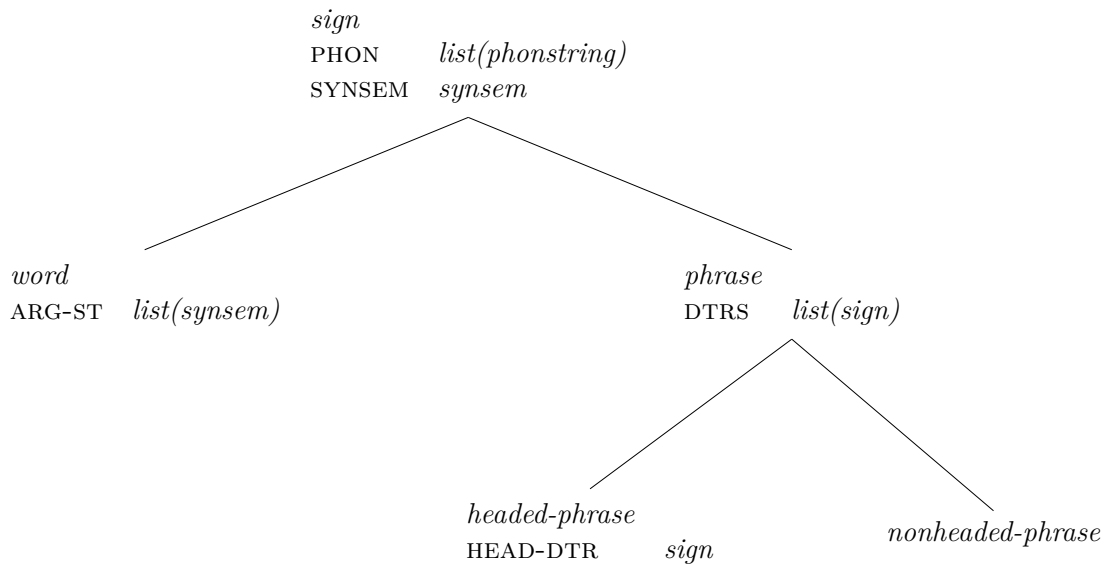 sign
PHON list(phonstring)
SYNSEM synsem
word
ARG-ST list(synsem)
phrase
DTRS list(sign)
headed-phrase
HEAD-DTR sign
nonheaded-phrase